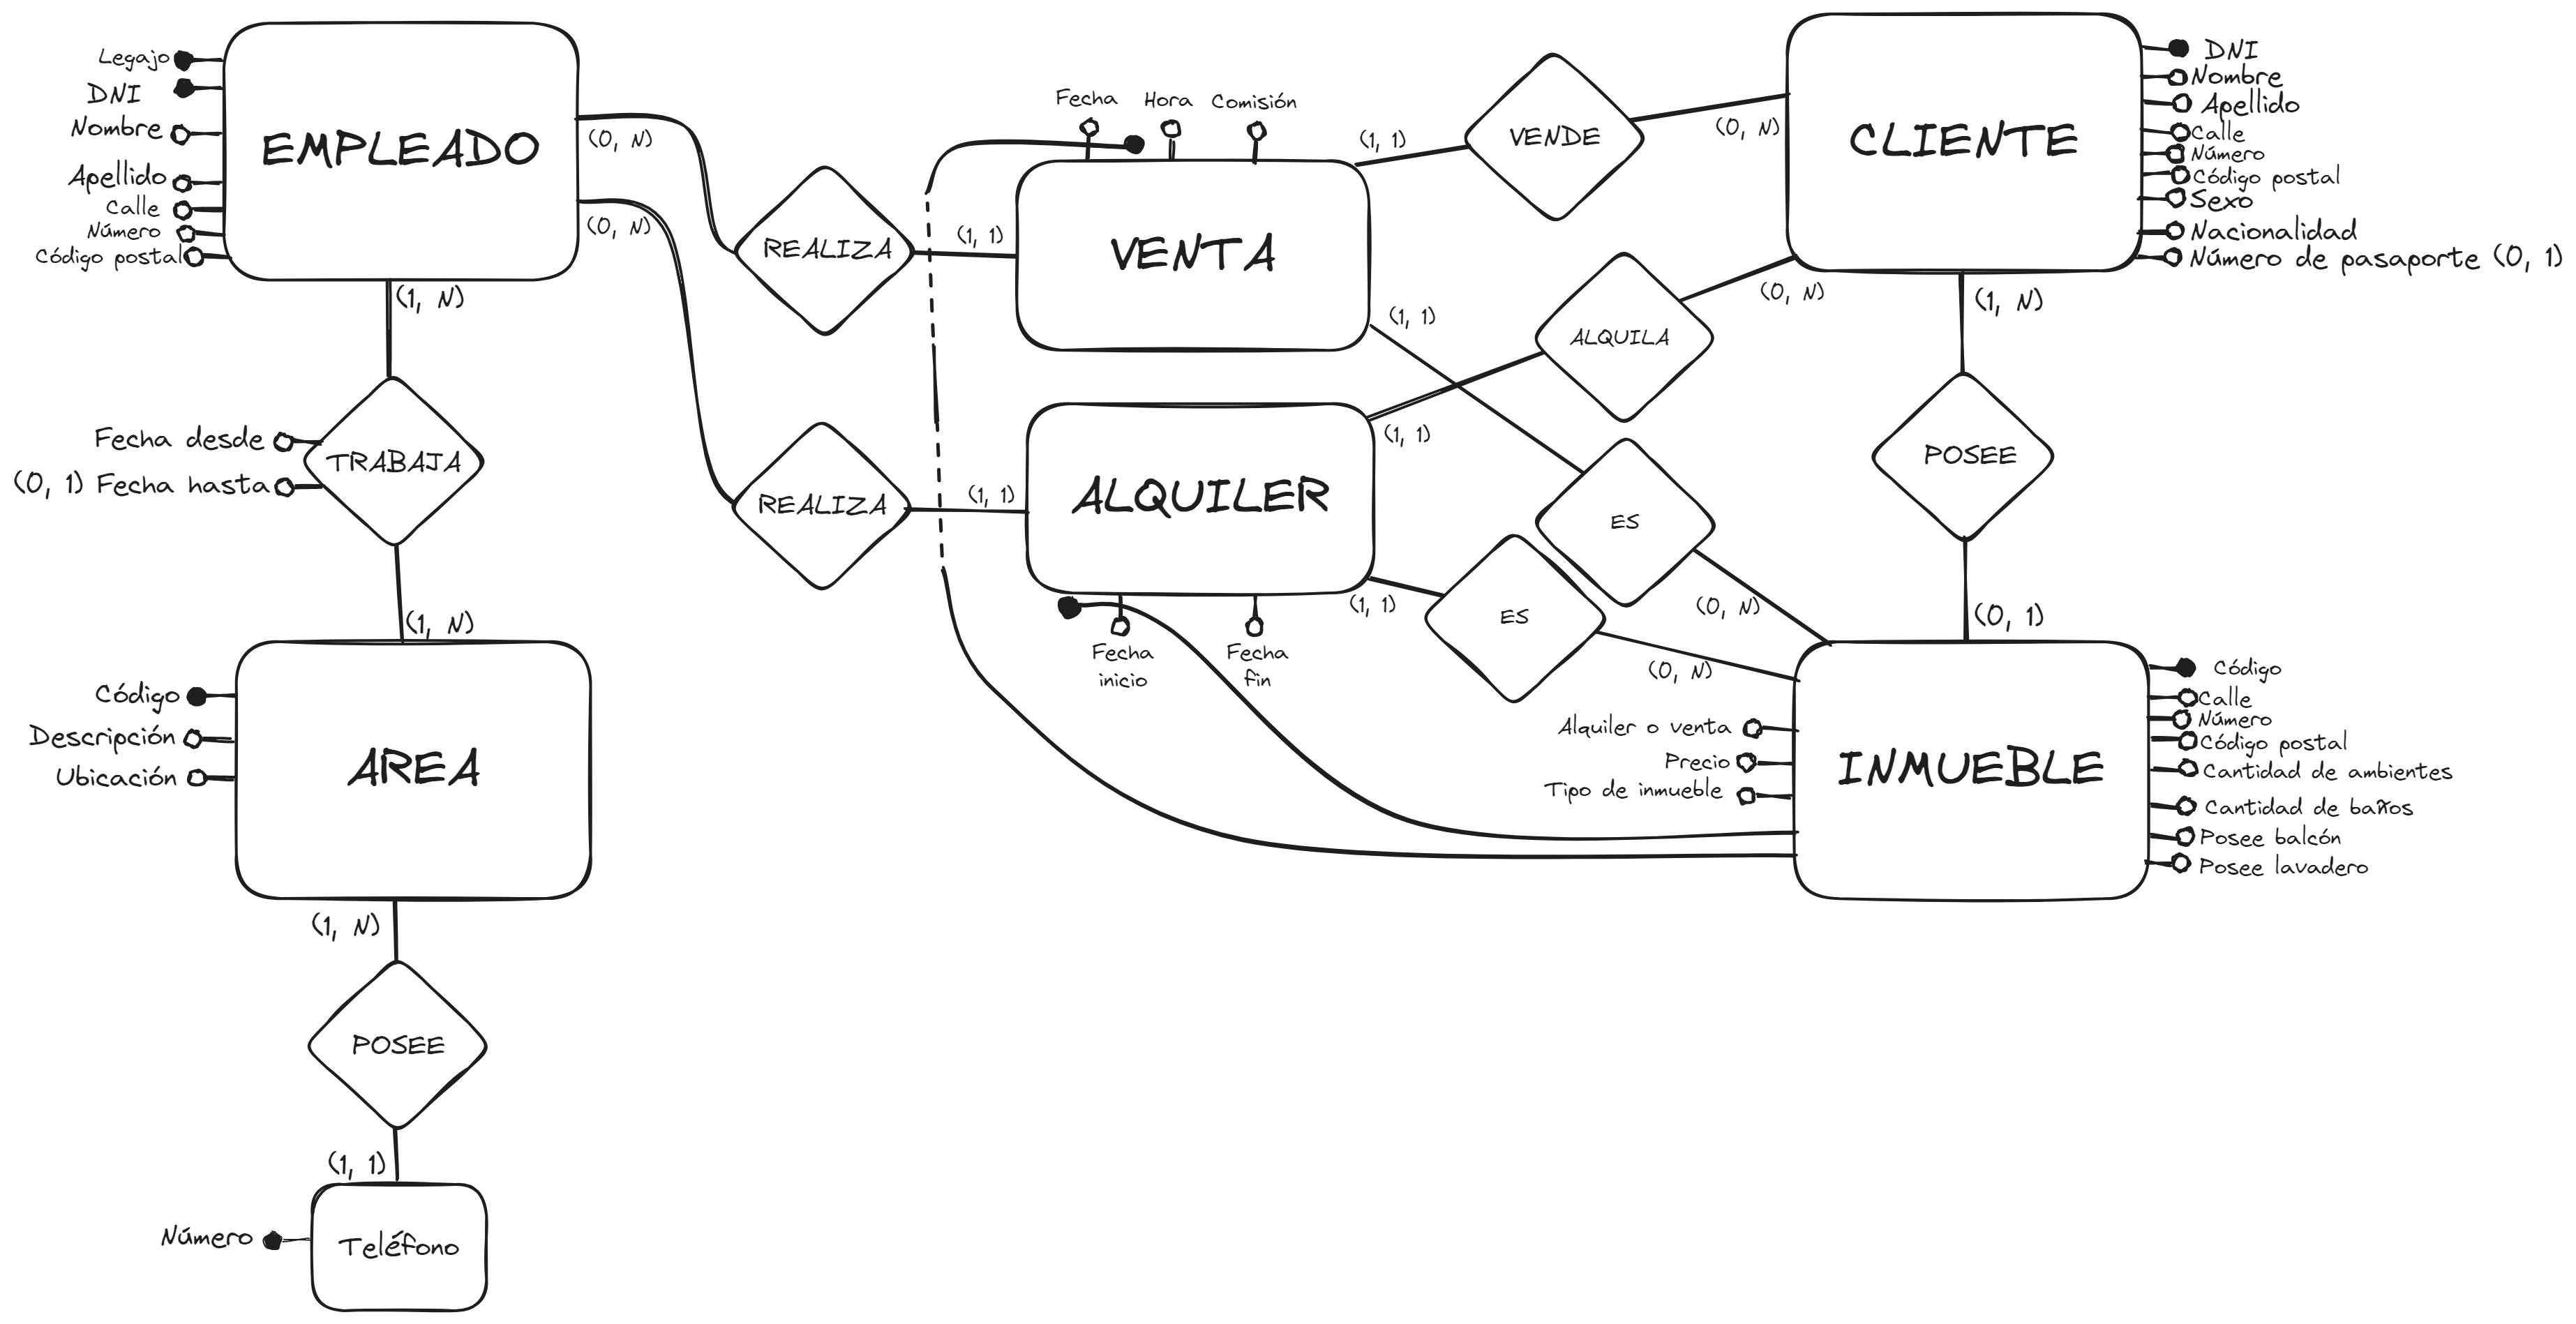 EMPLEADO
Legajo
DNI
Nombre
Apellido
Calle
Número
Código postal
(0, N)
(0, N)
(1, N)
REALIZA
(1, 1)
Fecha
Hora
Comisión
VENTA
(1, 1)
VENDE
(0, N)
CLIENTE
DNI
Nombre
Apellido
Calle
Número
Código postal
Sexo
Nacionalidad
Número de pasaporte (0, 1)
(1, 1)
ALQUILA
(0, N)
(1, N)
Fecha desde
(0, 1) Fecha hasta
TRABAJA
(1, N)
REALIZA
(1, 1)
ALQUILER
(1, 1)
(1, 1)
Fecha
inicio
Fecha
fin
ES
(0, N)
ES
(0, N)
POSEE
(0, 1)
AREA
Código
Descripción
Ubicación
(1, N)
INMUEBLE
Alquiler o venta
Precio
Tipo de inmueble
Código
Calle
Número
Código postal
Cantidad de ambientes
Cantidad de baños
Posee balcón
Posee lavadero
POSEE
(1, 1)
Número
Teléfono